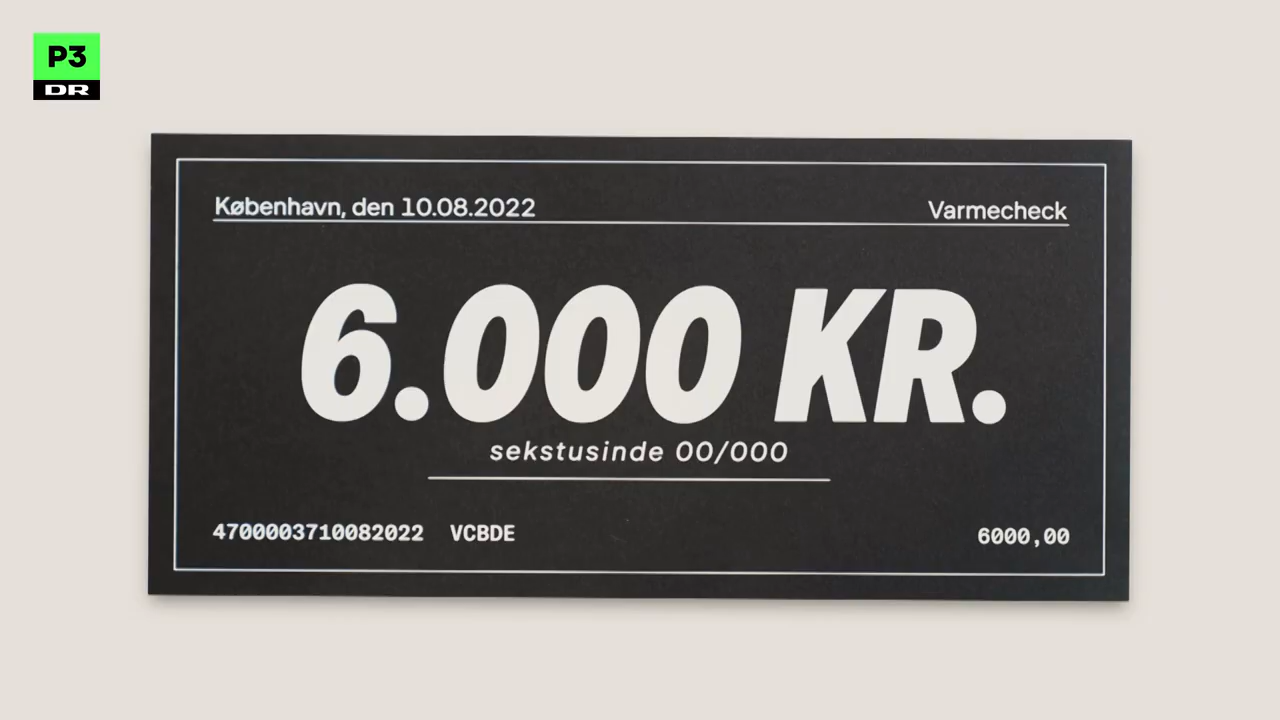 P3
DR
København, den 10.08.2022
Varmecheck
6.000 KR.
sekstusinde 00/000
4700003710082022 VCBDE
6000,00